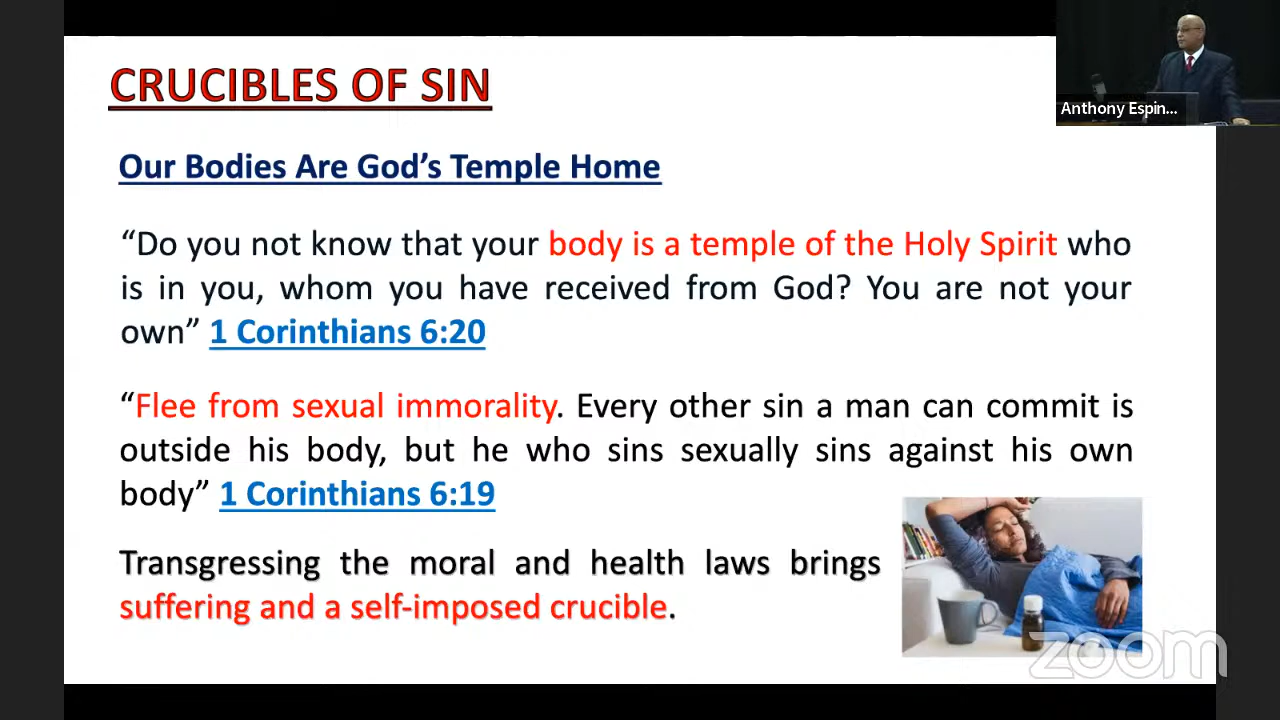 CRUCIBLES OF SIN
Anthony Espin...
Our Bodies Are God’s Temple Home
“Do you not know that your body is a temple of the Holy Spirit who
is in you, whom you have received from God? You are not your
own” 1 Corinthians 6:20
“Flee from sexual immorality. Every other sin a man can commit is
outside his body, but he who sins sexually sins against his own
body” 1 Corinthians 6:19
Transgressing the moral and health laws brings
suffering and a self-imposed crucible.
zoom